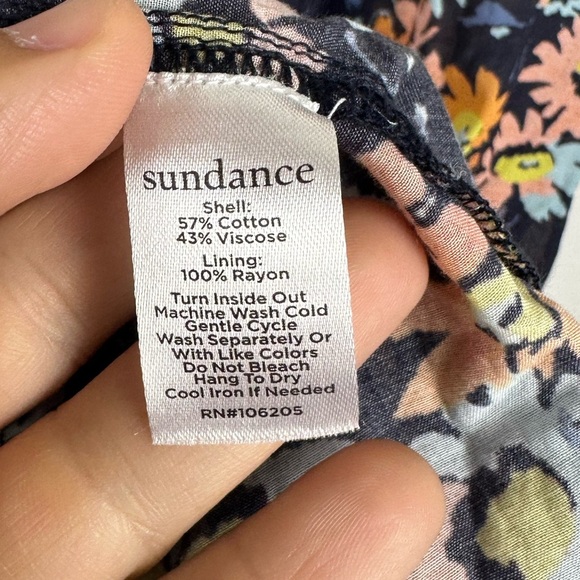 sundance
Shell:
57% Cotton
43% Viscose
Lining:
100% Rayon
Turn Inside Out
Machine Wash Cold
Gentle Cycle
Wash Separately Or
With Like Colors
Do Not Bleach
Hang To Dry
Cool Iron If Needed
RN#106205